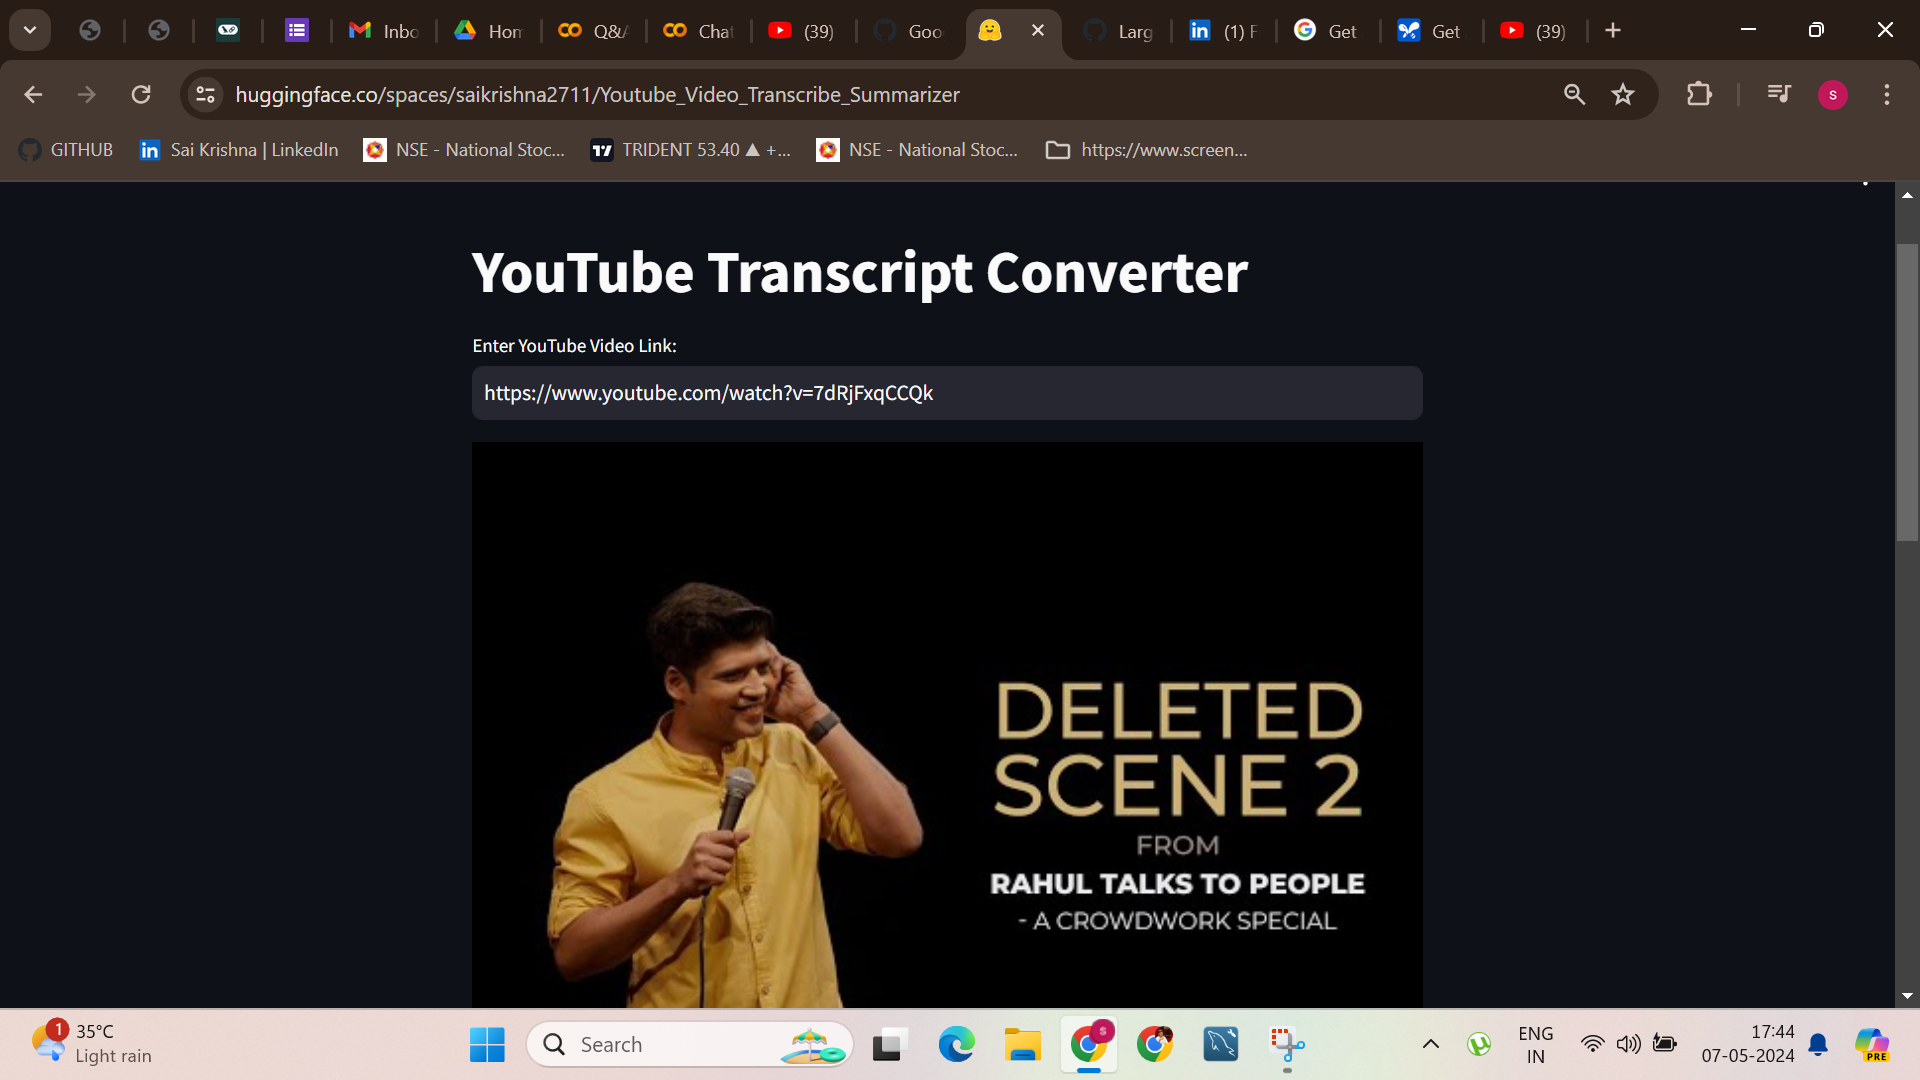 Inbo
Hom
Q&A
Chat
(39)
Goo
Larg
(1) F
Get
Get
(39)
huggingface.co/spaces/saikrishna2711/Youtube_Video_Transcribe_Summarizer
s
GITHUB
Sai Krishna | LinkedIn
NSE - National Stoc...
TRIDENT 53.40 ▲ +...
NSE - National Stoc...
https://www.screen...
YouTube Transcript Converter
Enter YouTube Video Link:
https://www.youtube.com/watch?v=7dRjFxqCCQk
DELETED
SCENE 2
FROM
RAHUL TALKS TO PEOPLE
- A CROWDWORK SPECIAL
1
35°C
Light rain
Search
s
ENG
IN
17:44
07-05-2024
PRE